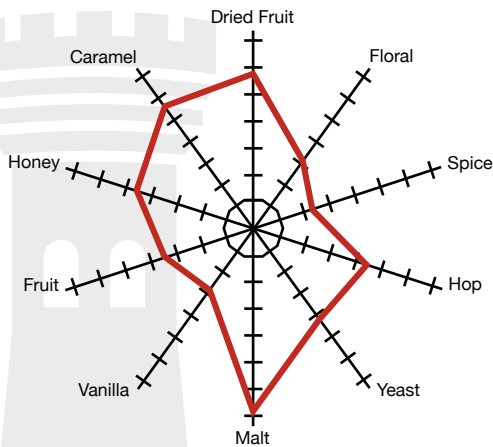 Dried Fruit
Caramel
Floral
Honey
Spice
Fruit
Hop
Vanilla
Yeast
Malt